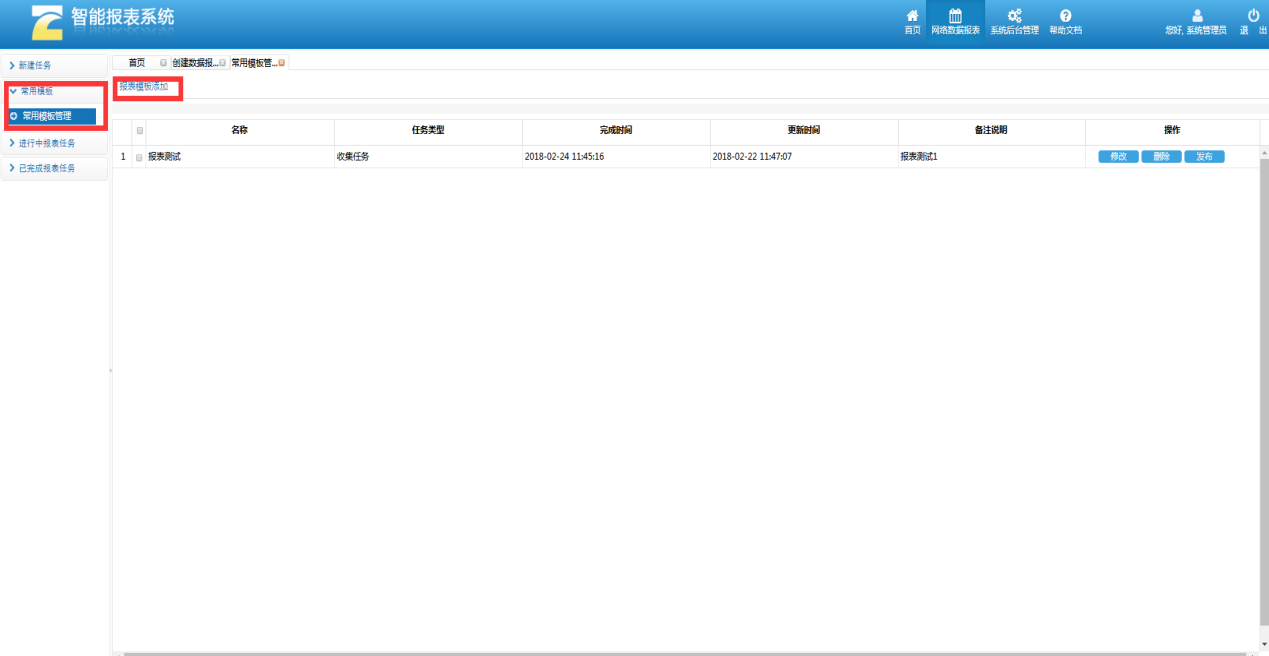 智能报表系统
首页 网络数据报表 系统后台管理 帮助文档 您好, 系统管理员 退 出
新建任务
常用模板
常用模板管理
进行中报表任务
已完成报表任务
首页 创建数据报... 常用模板管...
报表模板添加
名称 任务类型 完成时间 更新时间 备注说明 操作
1 报表测试 收集任务 2018-02-24 11:45:16 2018-02-22 11:47:07 报表测试1 修改 删除 发布